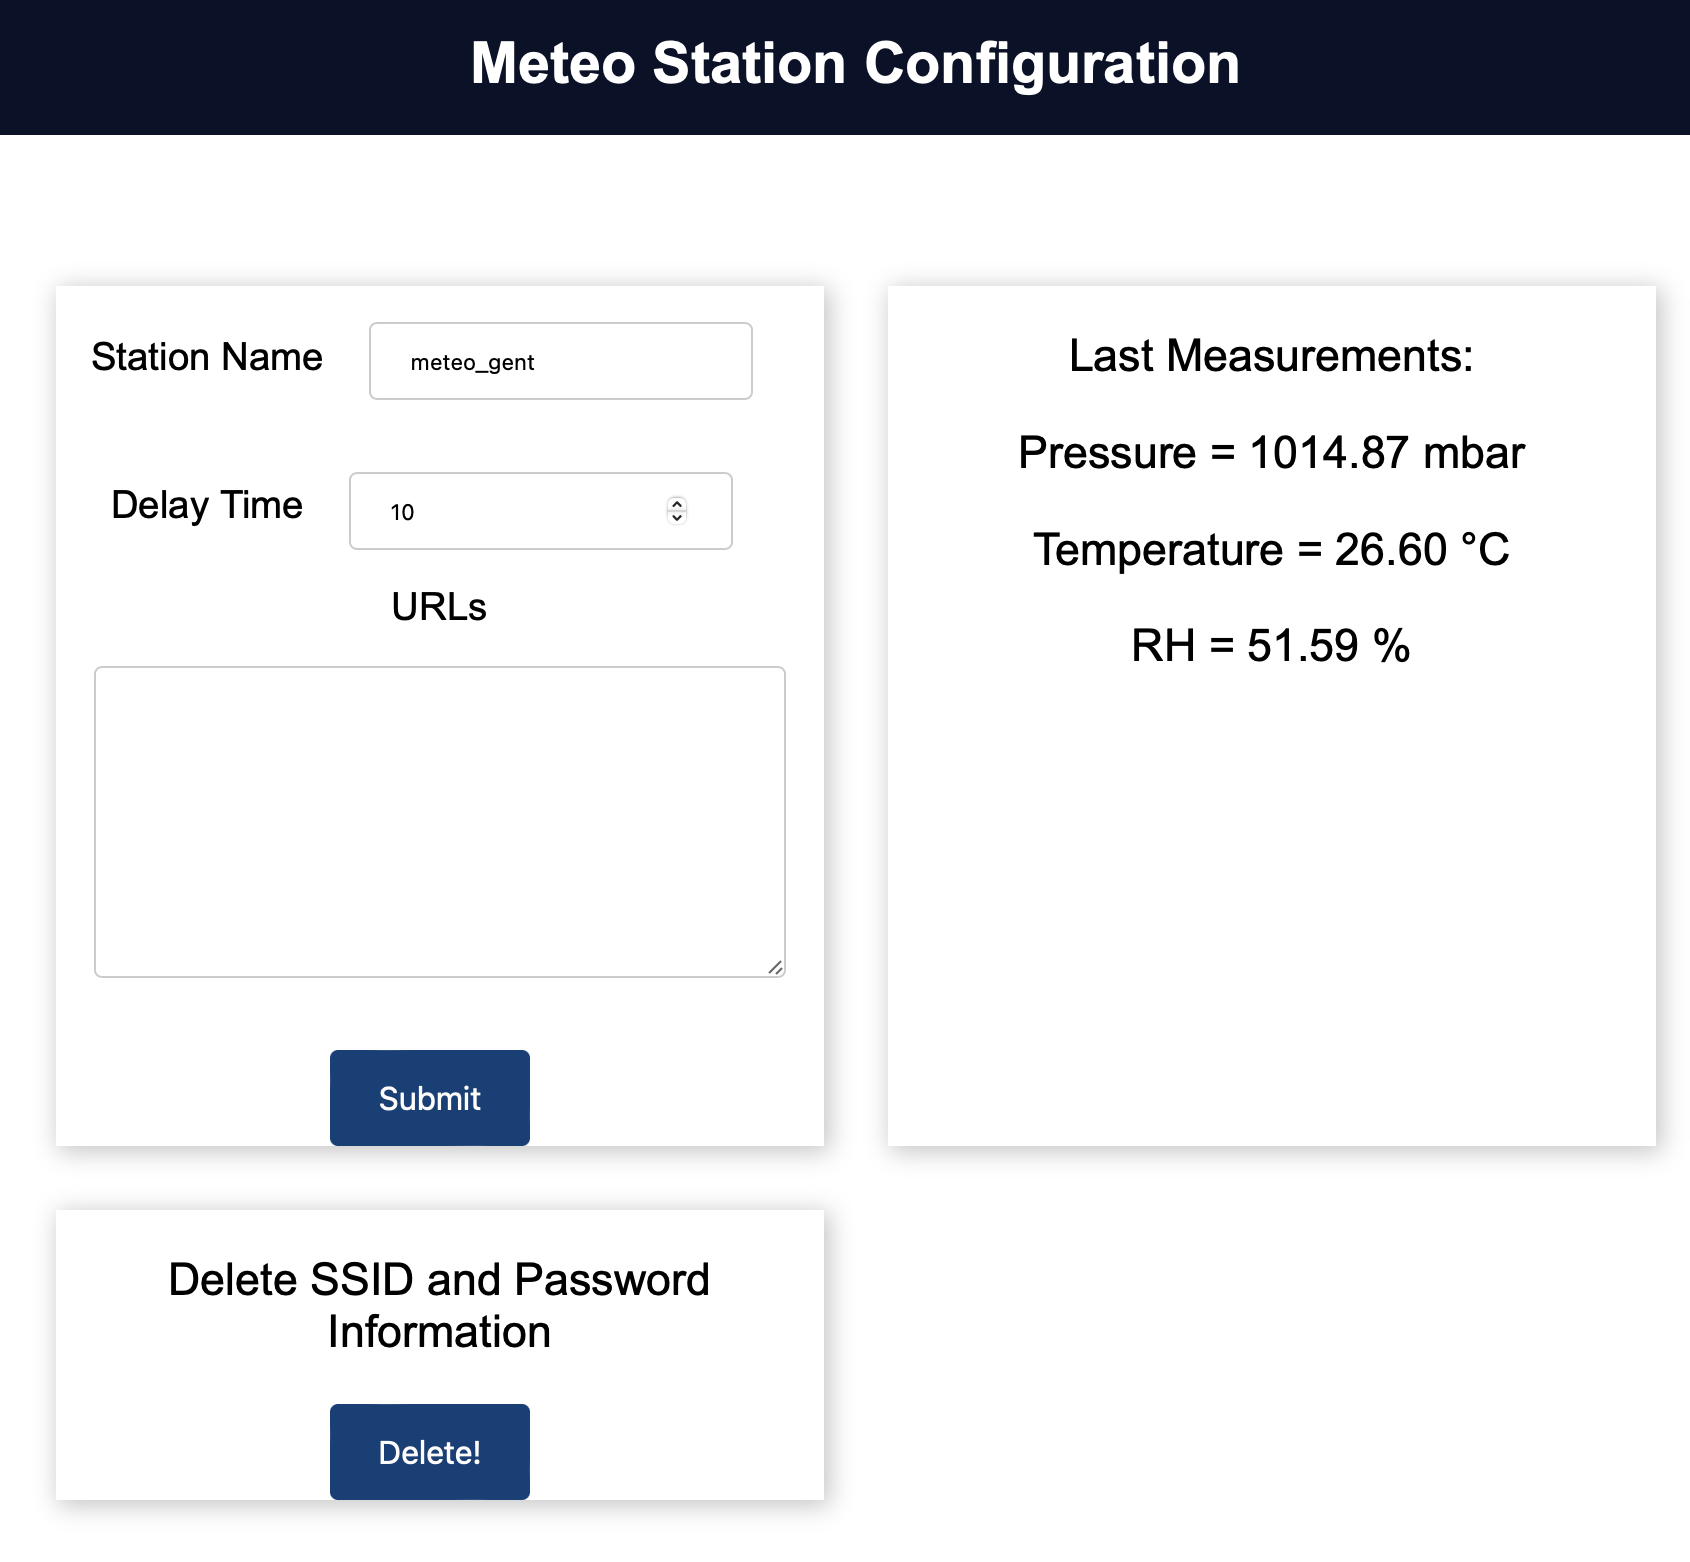 Meteo Station Configuration
Station Name
meteo_gent
Delay Time
10
URLs
Submit
Last Measurements:
Pressure = 1014.87 mbar
Temperature = 26.60 °C
RH = 51.59 %
Delete SSID and Password
Information
Delete!